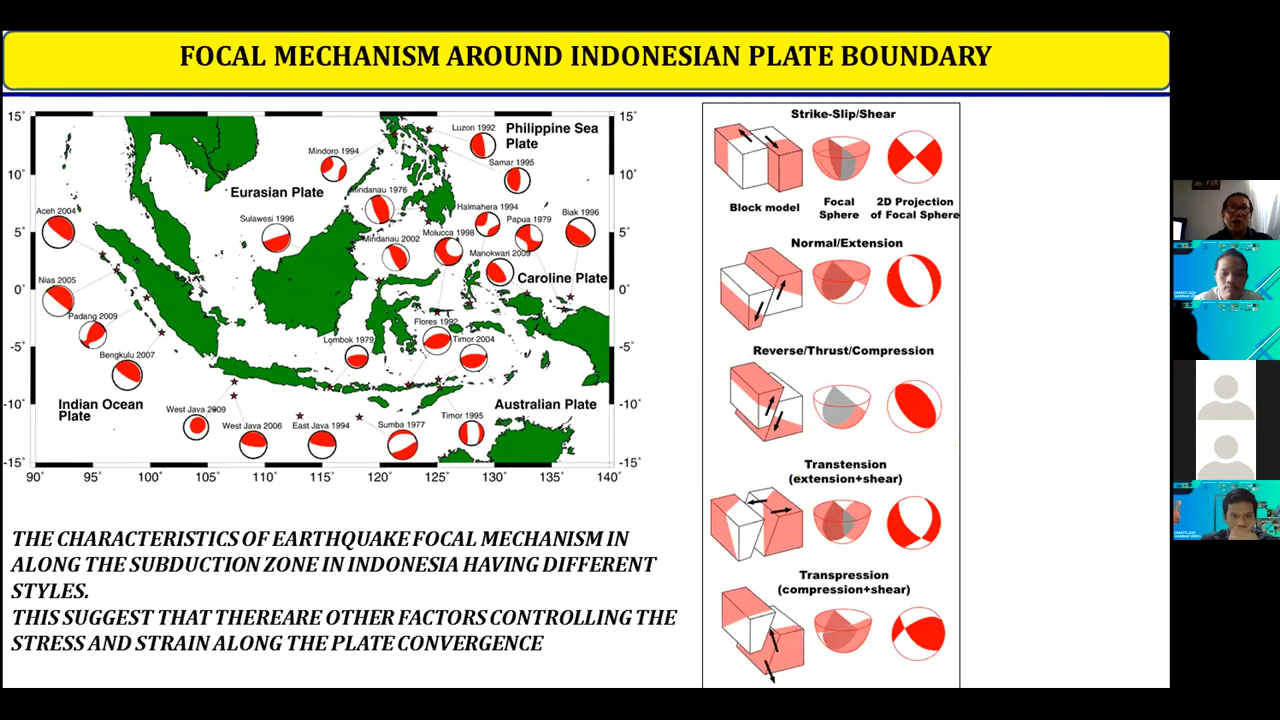 FOCAL MECHANISM AROUND INDONESIAN PLATE BOUNDARY
15°
10°
5°
0°
-5°
-10°
-15°
90°
95°
100°
105°
110°
115°
120°
125°
130°
135°
140°
15°
10°
5°
0°
-5°
-10°
-15°
Luzon 1992
Philippine Sea
Plate
Mindoro 1994
Samar 1995
Eurasian Plate
Mindanau 1976
Aceh 2004
Sulawesi 1996
Halmahera 1994
Papua 1979
Biak 1996
Mindanau 2002
Molucca 1998
Manokwari 2009
Caroline Plate
Nias 2005
Padang 2009
Flores 1992
Lombok 1979
Timor 2004
Bengkulu 2007
Indian Ocean
Plate
West Java 2009
West Java 2006
East Java 1994
Sumba 1977
Timor 1995
Australian Plate
Strike-Slip/Shear
Block model
Focal
Sphere
2D Projection
of Focal Sphere
Normal/Extension
Reverse/Thrust/Compression
Transtension
(extension+shear)
Transpression
(compression+shear)
THE CHARACTERISTICS OF EARTHQUAKE FOCAL MECHANISM IN
ALONG THE SUBDUCTION ZONE IN INDONESIA HAVING DIFFERENT
STYLES.
THIS SUGGEST THAT THEREARE OTHER FACTORS CONTROLLING THE
STRESS AND STRAIN ALONG THE PLATE CONVERGENCE